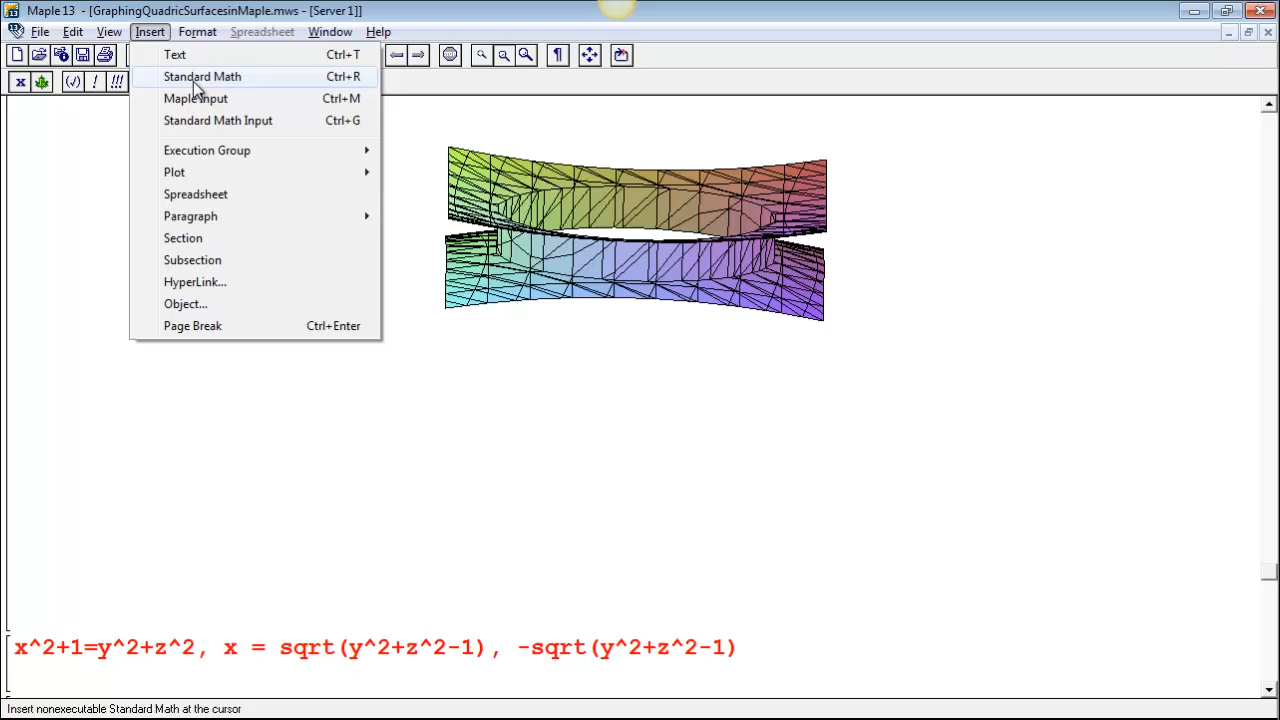 Maple 13 - [GraphingQuadricSurfacesinMaple.mws - [Server 1]]
File Edit View Insert Format Spreadsheet Window Help
Text Ctrl+T
Standard Math Ctrl+R
Maple Input Ctrl+M
Standard Math Input Ctrl+G
Execution Group
Plot
Spreadsheet
Paragraph
Section
Subsection
HyperLink...
Object...
Page Break Ctrl+Enter
x^2+1=y^2+z^2, x = sqrt(y^2+z^2-1), -sqrt(y^2+z^2-1)
Insert nonexecutable Standard Math at the cursor